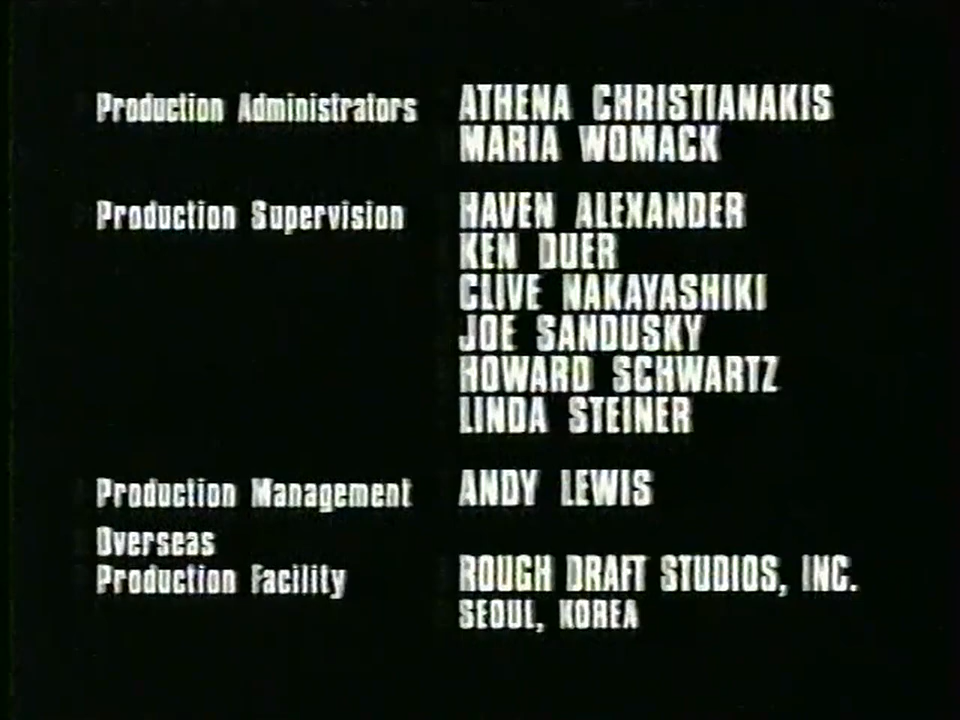 Production Administrators ATHENA CHRISTIANAKIS
MARIA WOMACK
Production Supervision HAVEN ALEXANDER
KEN DUER
CLIVE NAKAYASHIKI
JOE SANDUSKY
HOWARD SCHWARTZ
LINDA STEINER
Production Management ANDY LEWIS
Overseas
Production Facility ROUGH DRAFT STUDIOS, INC.
SEOUL, KOREA